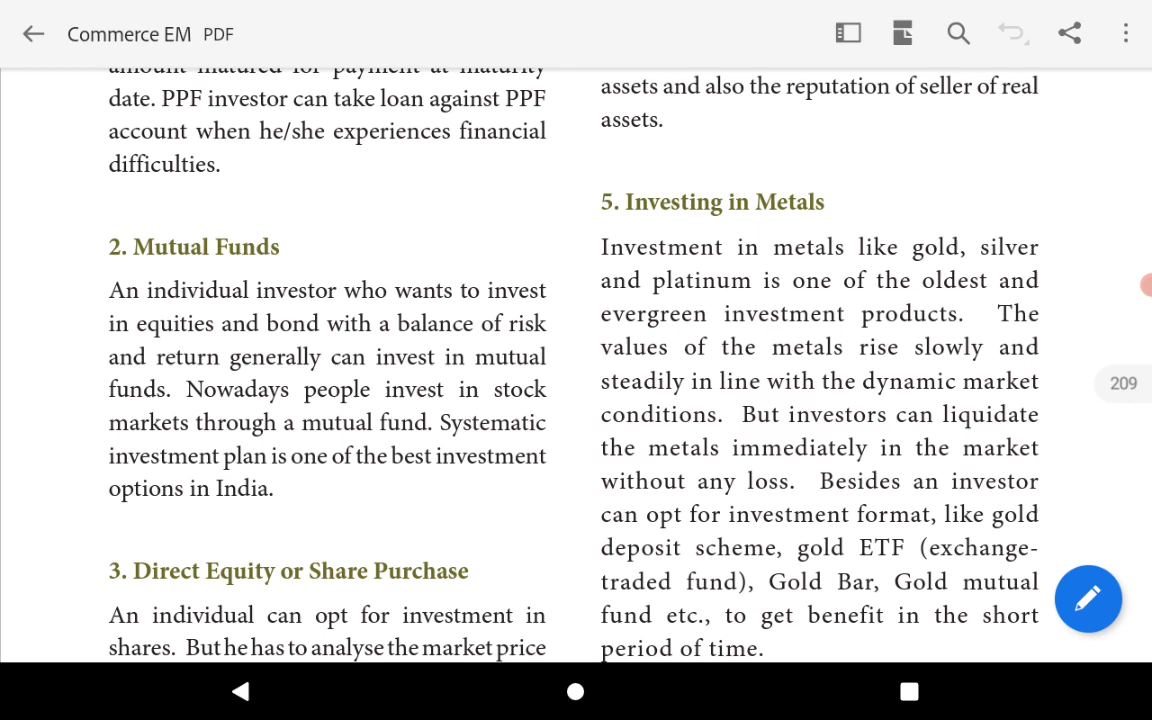 Commerce EM PDF
amount matured for payment at maturity
date. PPF investor can take loan against PPF
account when he/she experiences financial
difficulties.
2. Mutual Funds
An individual investor who wants to invest
in equities and bond with a balance of risk
and return generally can invest in mutual
funds. Nowadays people invest in stock
markets through a mutual fund. Systematic
investment plan is one of the best investment
options in India.
3. Direct Equity or Share Purchase
An individual can opt for investment in
shares. But he has to analyse the market price
assets and also the reputation of seller of real
assets.
5. Investing in Metals
Investment in metals like gold, silver
and platinum is one of the oldest and
evergreen investment products. The
values of the metals rise slowly and
steadily in line with the dynamic market
conditions. But investors can liquidate
the metals immediately in the market
without any loss. Besides an investor
can opt for investment format, like gold
deposit scheme, gold ETF (exchange-
traded fund), Gold Bar, Gold mutual
fund etc., to get benefit in the short
period of time.
209